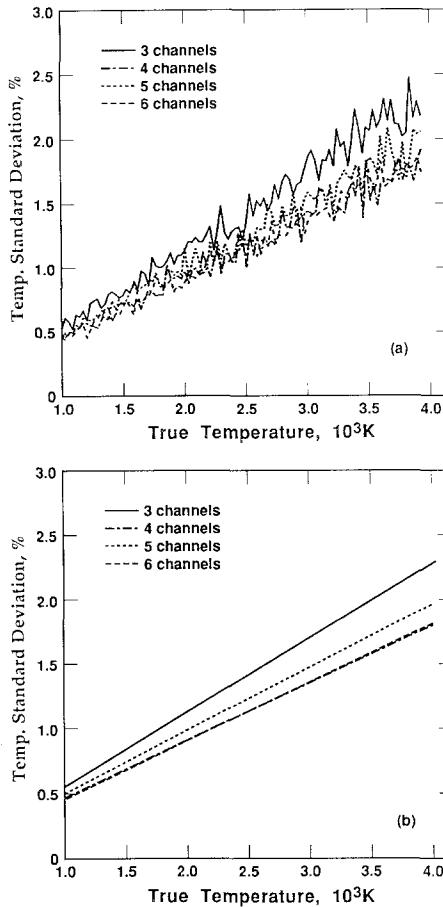 3.0
2.5
2.0
1.5
1.0
0.5
0
Temp. Standard Deviation, %
3 channels
4 channels
5 channels
6 channels
(a)
1.0 1.5 2.0 2.5 3.0 3.5 4.0
True Temperature, 10³K
3.0
2.5
2.0
1.5
1.0
0.5
0
Temp. Standard Deviation, %
3 channels
4 channels
5 channels
6 channels
(b)
1.0 1.5 2.0 2.5 3.0 3.5 4.0
True Temperature, 10³K